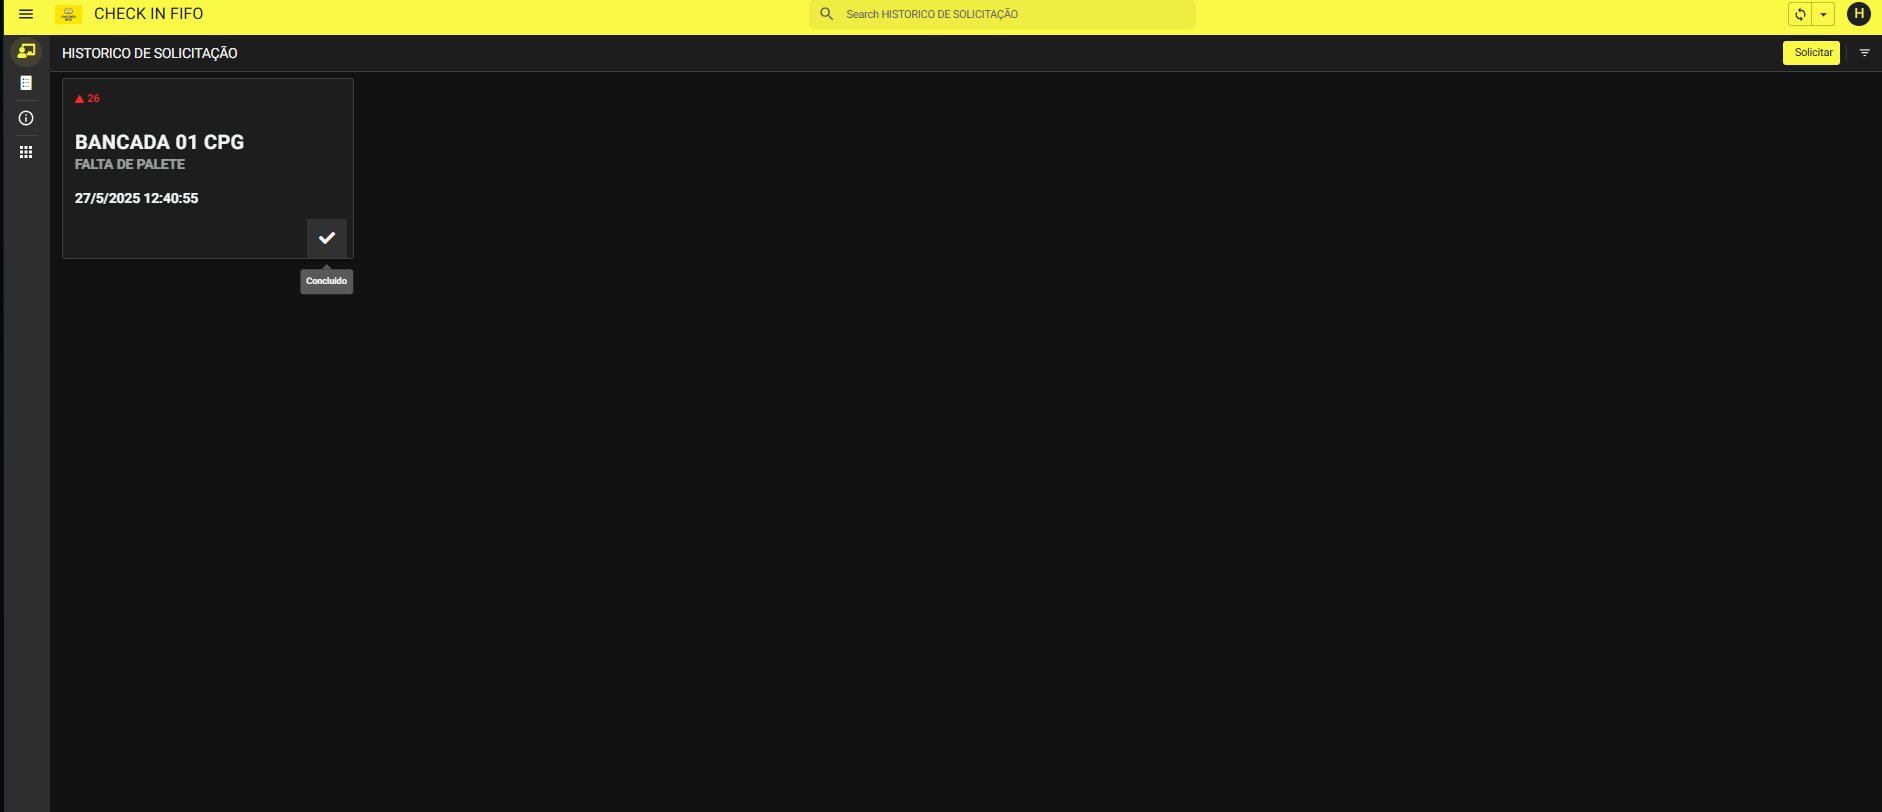 CHECK IN FIFO
Search HISTORICO DE SOLICITAÇÃO
H
HISTORICO DE SOLICITAÇÃO
Solicitar
26
BANCADA 01 CPG
FALTA DE PALETE
27/5/2025 12:40:55
Concluido